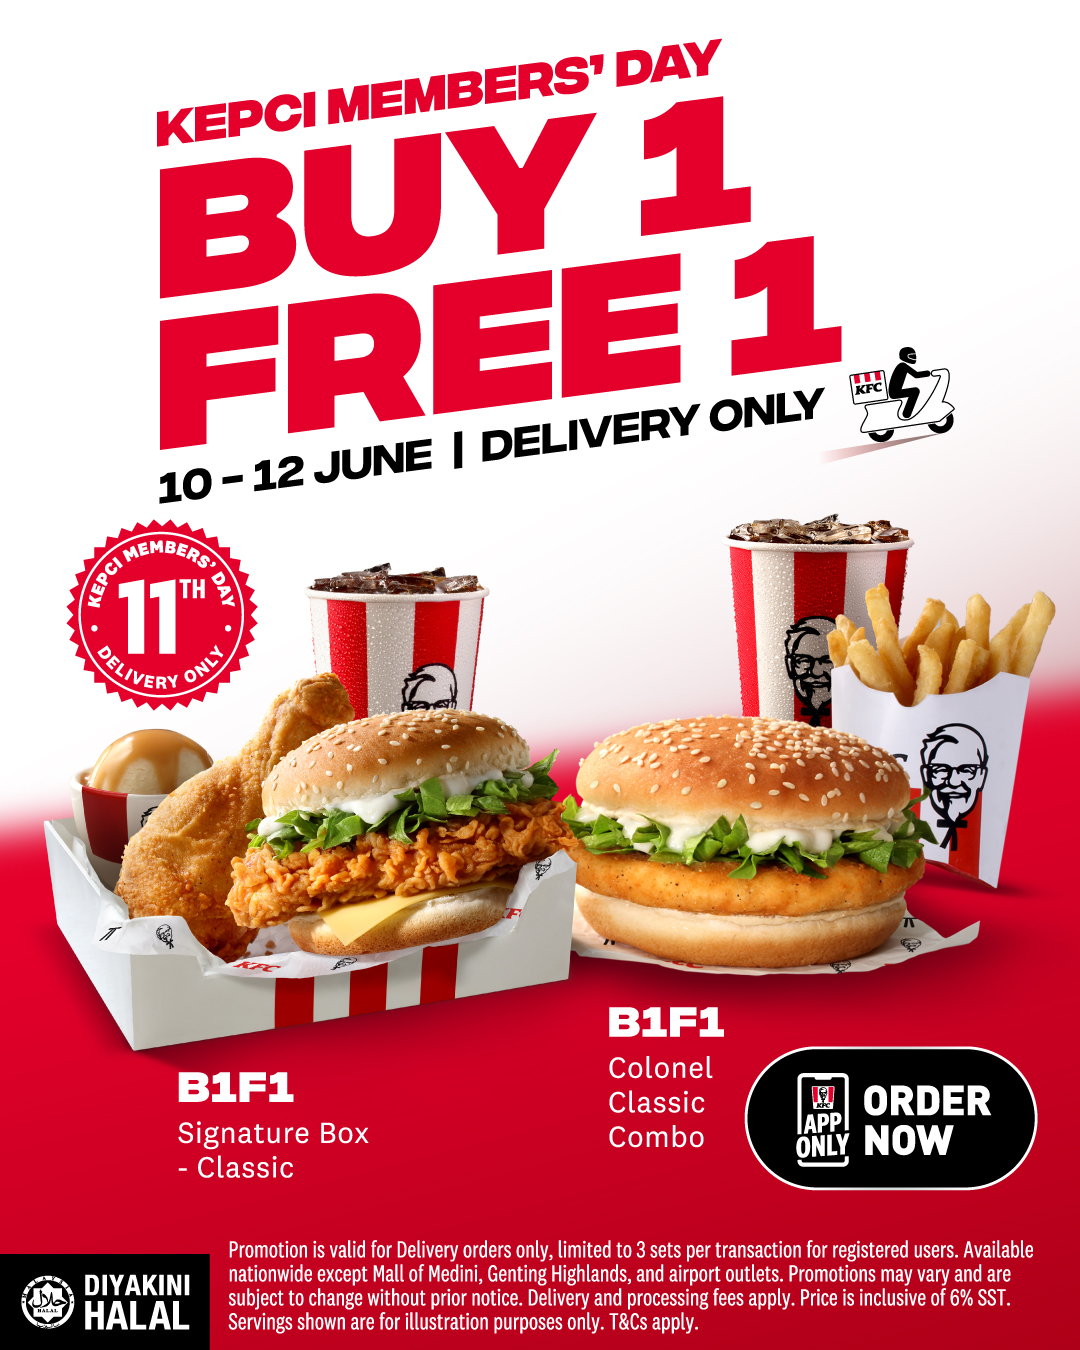 KEPCI MEMBERS' DAY
BUY 1
FREE 1
10 – 12 JUNE | DELIVERY ONLY
KFC
KEPCI MEMBERS' DAY
11TH
DELIVERY ONLY
KFC
B1F1
Signature Box
- Classic
B1F1
Colonel
Classic
Combo
KFC
APP
ONLY
ORDER
NOW
HALAL
DIYAKINI
HALAL
Promotion is valid for Delivery orders only, limited to 3 sets per transaction for registered users. Available
nationwide except Mall of Medini, Genting Highlands, and airport outlets. Promotions may vary and are
subject to change without prior notice. Delivery and processing fees apply. Price is inclusive of 6% SST.
Servings shown are for illustration purposes only. T&Cs apply.